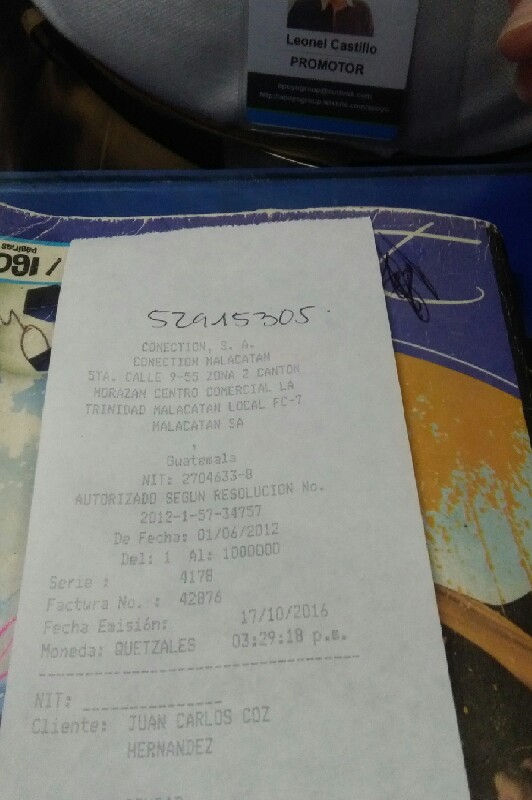 Leonel Castillo
PROMOTOR
160
páginas
52915305
CONECTION, S. A.
CONECTION MALACATAN
5TA. CALLE 9-55 ZONA 2 CANTON
MORAZAN CENTRO COMERCIAL LA
TRINIDAD MALACATAN LOCAL FC-7
MALACATAN SA
,
Guatemala
NIT: 2704633-8
AUTORIZADO SEGUN RESOLUCION No.
2012-1-57-34757
De Fecha: 01/06/2012
Del: 1 Al: 1000000
Serie : 4178
Factura No. : 42876
Fecha Emisión: 17/10/2016
Moneda: QUETZALES 03:29:18 p.m.
NIT:
Cliente: JUAN CARLOS COZ
HERNANDEZ